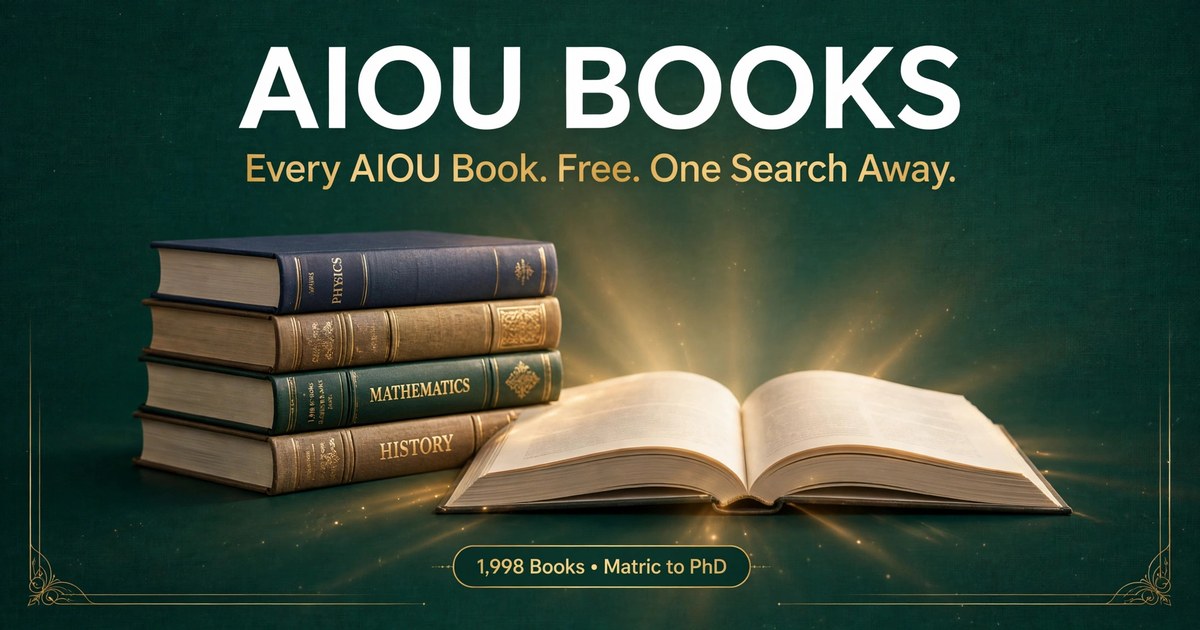 AIOU BOOKS
Every AIOU Book. Free. One Search Away.
PHYSICS
MATHEMATICS
HISTORY
1,998 Books • Matric to PhD